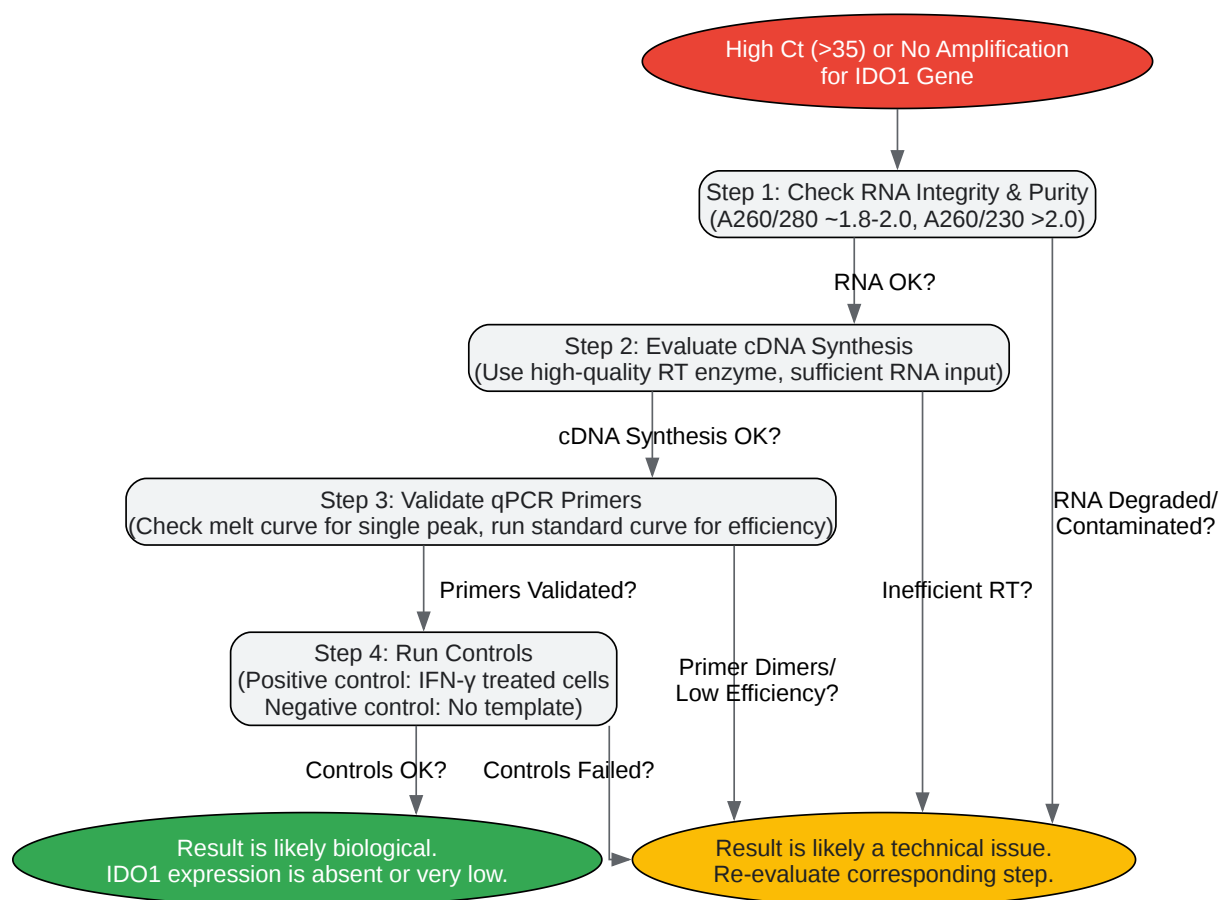 High Ct (>35) or No Amplification
for IDO1 Gene
Step 1: Check RNA Integrity & Purity
(A260/280 ~1.8-2.0, A260/230 >2.0)
RNA OK?
Step 2: Evaluate cDNA Synthesis
(Use high-quality RT enzyme, sufficient RNA input)
cDNA Synthesis OK?
Step 3: Validate qPCR Primers
(Check melt curve for single peak, run standard curve for efficiency)
RNA Degraded/
Contaminated?
Primers Validated?
Inefficient RT?
Step 4: Run Controls
(Positive control: IFN-γ treated cells
Negative control: No template)
Primer Dimers/
Low Efficiency?
Controls OK?
Controls Failed?
Result is likely biological.
IDO1 expression is absent or very low.
Result is likely a technical issue.
Re-evaluate corresponding step.